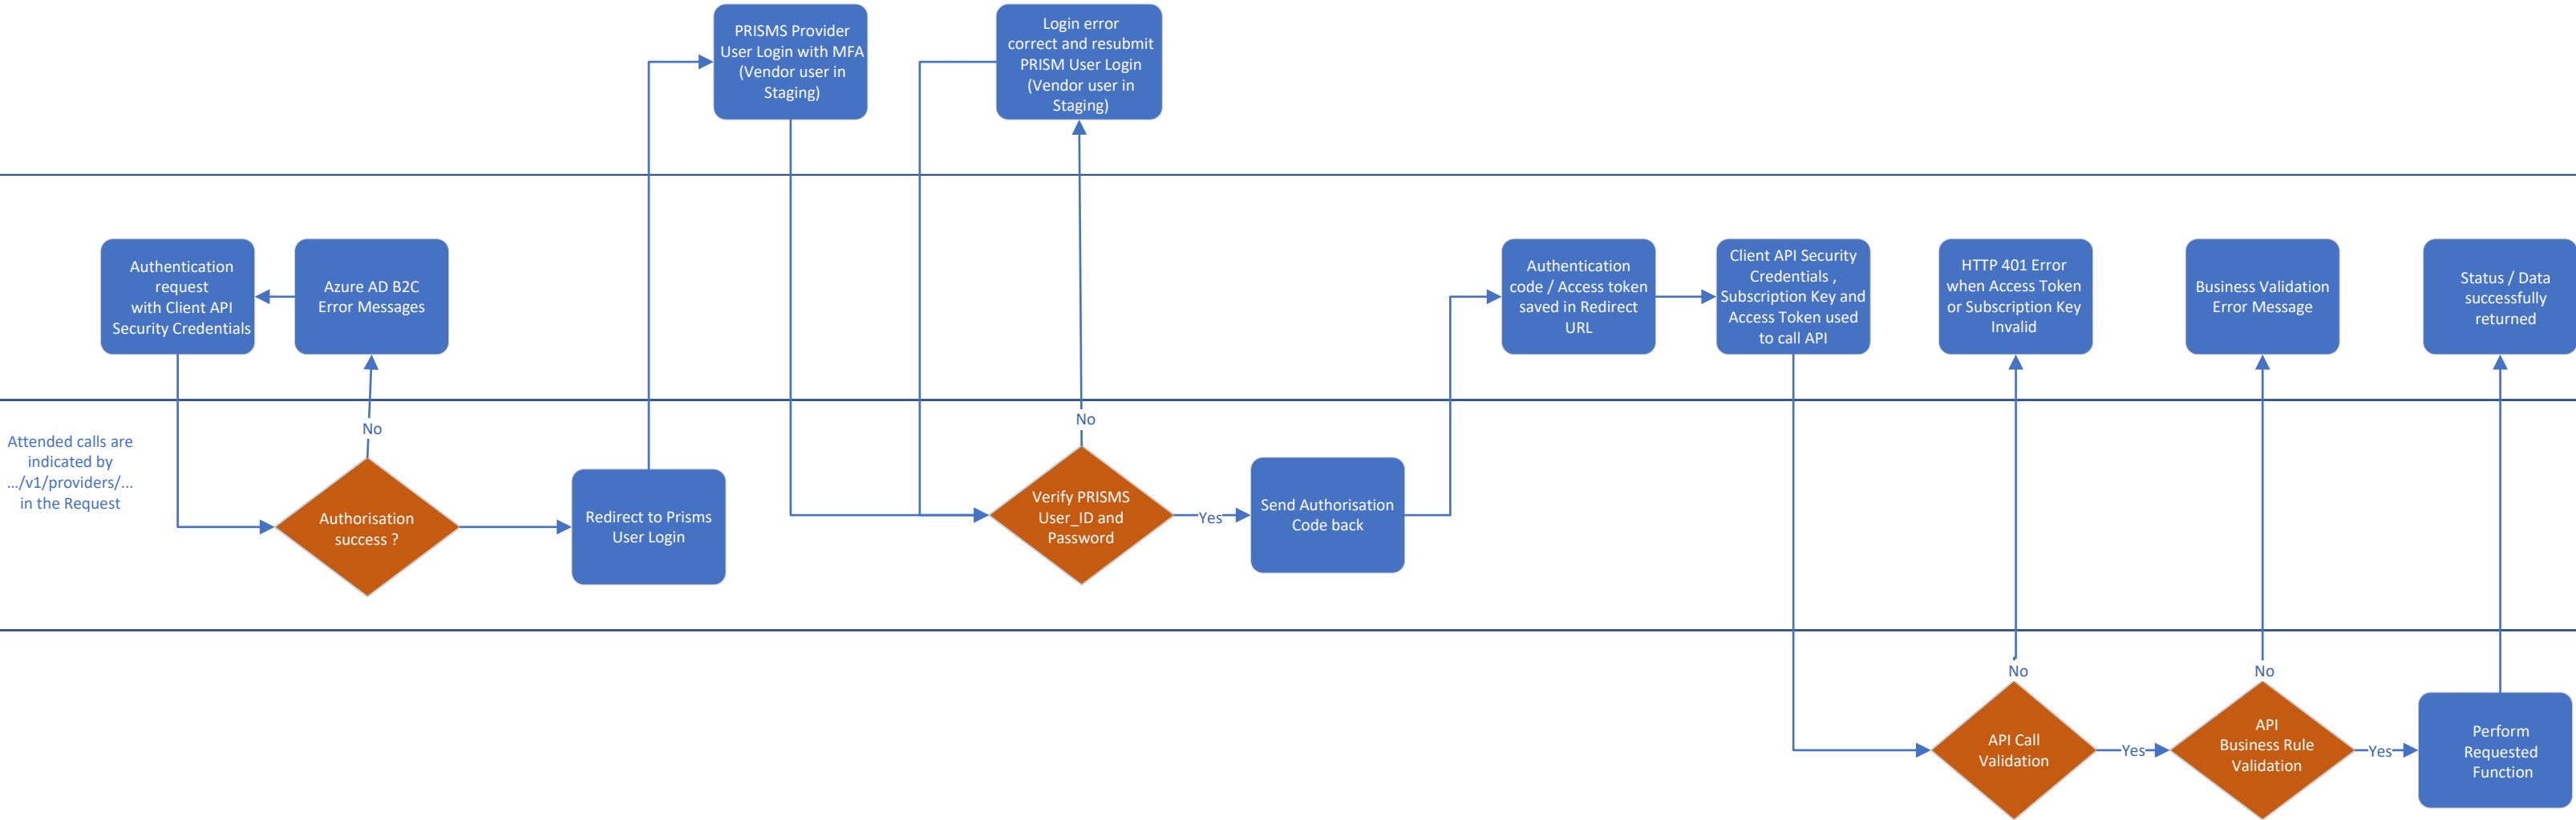 PRISMS Provider
User Login with MFA
(Vendor user in
Staging)
Login error
correct and resubmit
PRISM User Login
(Vendor user in
Staging)
Authentication
request
with Client API
Security Credentials
Azure AD B2C
Error Messages
Authentication
code / Access token
saved in Redirect
URL
Client API Security
Credentials ,
Subscription Key and
Access Token used
to call API
HTTP 401 Error
when Access Token
or Subscription Key
Invalid
Business Validation
Error Message
Status / Data
successfully
returned
Attended calls are
indicated by
.../v1/providers/...
in the Request
No
Authorisation
success ?
Redirect to Prisms
User Login
No
Verify PRISMS
User_ID and
Password
Yes
Send Authorisation
Code back
No
API Call
Validation
Yes
No
API
Business Rule
Validation
Yes
Perform
Requested
Function